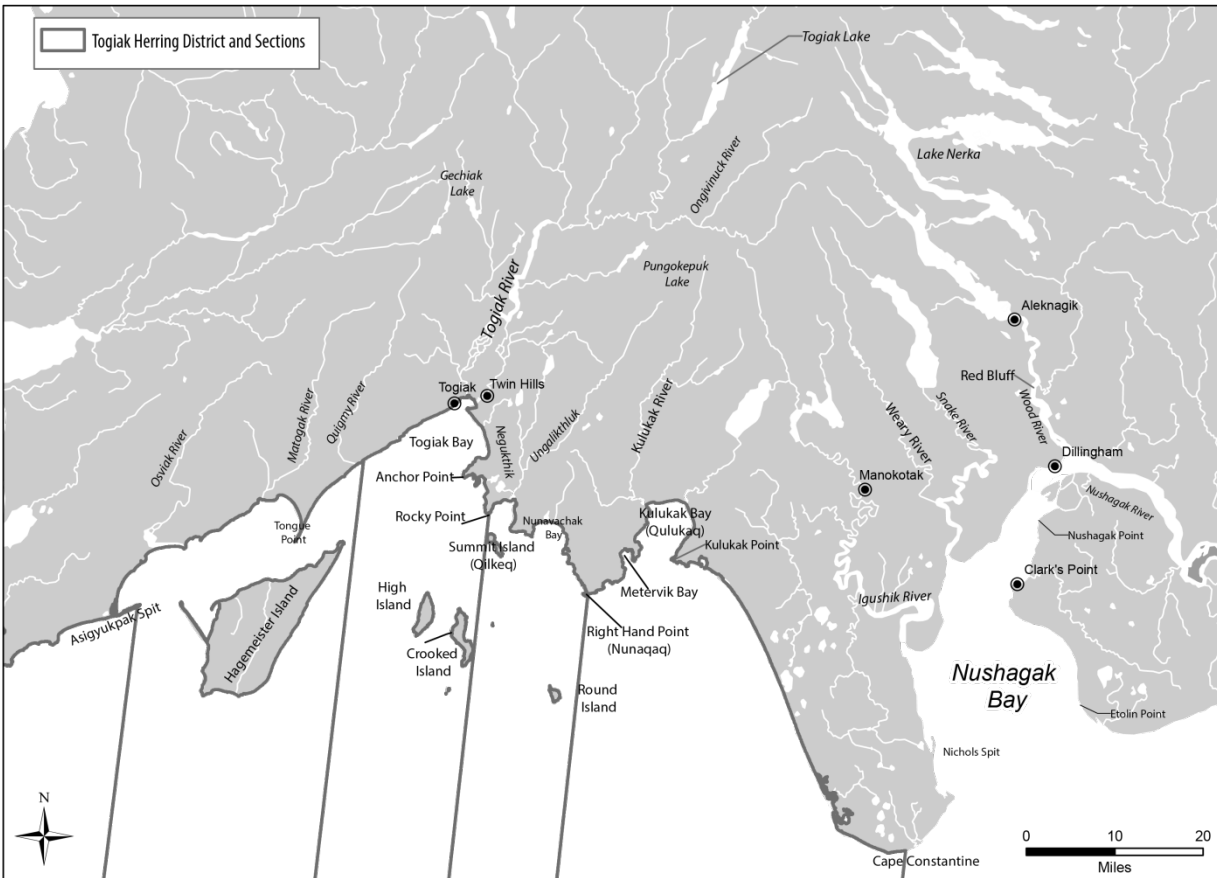 Togiak Herring District and Sections
Togiak Lake
Lake Nerka
Gechiak
Lake
Ongivinuck River
Togiak River
Pungokepuk
Lake
Aleknagik
Red Bluff
Wood River
Togiak
Twin Hills
Osviak River
Matogak River
Quigmy River
Togiak Bay
Negukthik
Ungalikthluk
Kulukak River
Weary River
Snake River
Dillingham
Anchor Point
Manokotak
Nushagak River
Rocky Point
Nunavachak
Bay
Kulukak Bay
(Qulukaq)
Tongue
Point
Summit Island
(Qilkeq)
Kulukak Point
Nushagak Point
Clark's Point
High
Island
Metervik Bay
Igushik River
Asigyukpak Spit
Hagemeister Island
Right Hand Point
(Nunaqaq)
Crooked
Island
Round
Island
Nushagak
Bay
Etolin Point
Nichols Spit
N
Cape Constantine
0 10 20
Miles